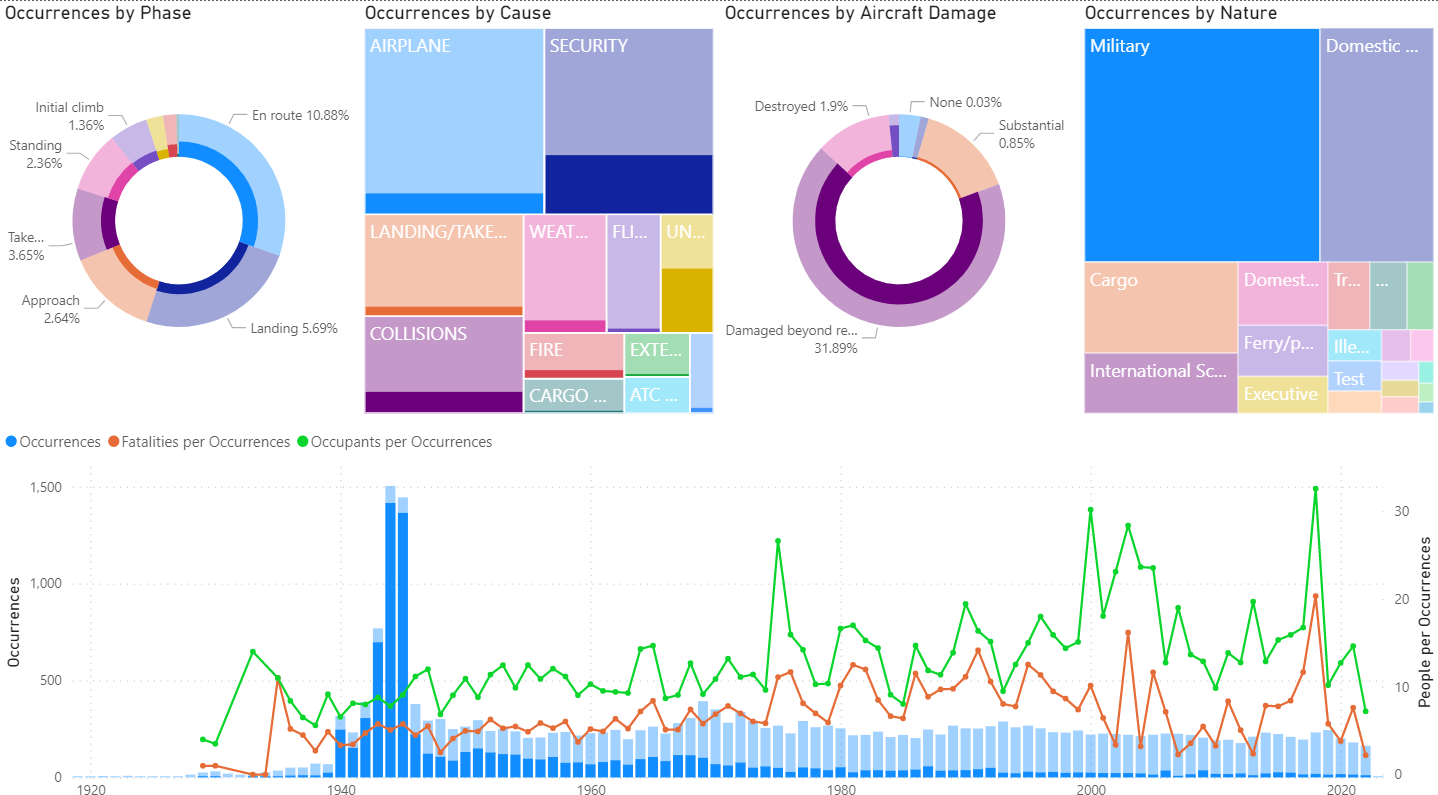 Occurrences by Phase
Occurrences by Cause
Occurrences by Aircraft Damage
Occurrences by Nature
Initial climb
1.36%
Standing
2.36%
Take...
3.65%
Approach
2.64%
En route 10.88%
Landing 5.69%
AIRPLANE
SECURITY
LANDING/TAKE...
WEAT...
FLI...
UN...
COLLISIONS
FIRE
EXTE...
CARGO ...
ATC ...
Destroyed 1.9%
None 0.03%
Substantial
0.85%
Damaged beyond re...
31.89%
Military
Domestic ...
Cargo
Domest...
Tr...
...
Ferry/p...
Ille...
International Sc...
Test
Executive
Occurrences
Fatalities per Occurrences
Occupants per Occurrences
Occurrences
1,500
1,000
500
0
1920
1940
1960
1980
2000
2020
30
20
10
0
People per Occurrences